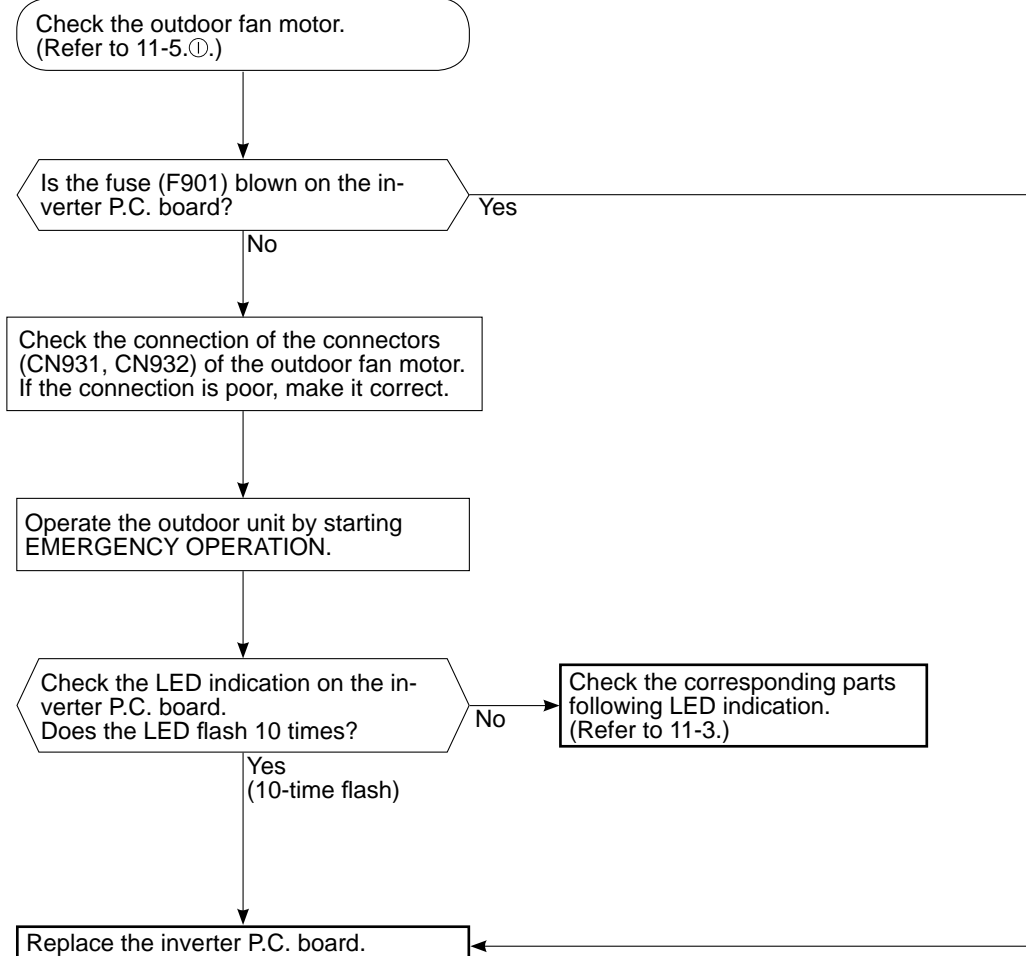 Check the outdoor fan motor.
(Refer to 11-5.Ⓘ.)
Is the fuse (F901) blown on the in-
verter P.C. board?
Yes
No
Check the connection of the connectors
(CN931, CN932) of the outdoor fan motor.
If the connection is poor, make it correct.
Operate the outdoor unit by starting
EMERGENCY OPERATION.
Check the LED indication on the in-
verter P.C. board.
Does the LED flash 10 times?
No
Check the corresponding parts
following LED indication.
(Refer to 11-3.)
Yes
(10-time flash)
Replace the inverter P.C. board.